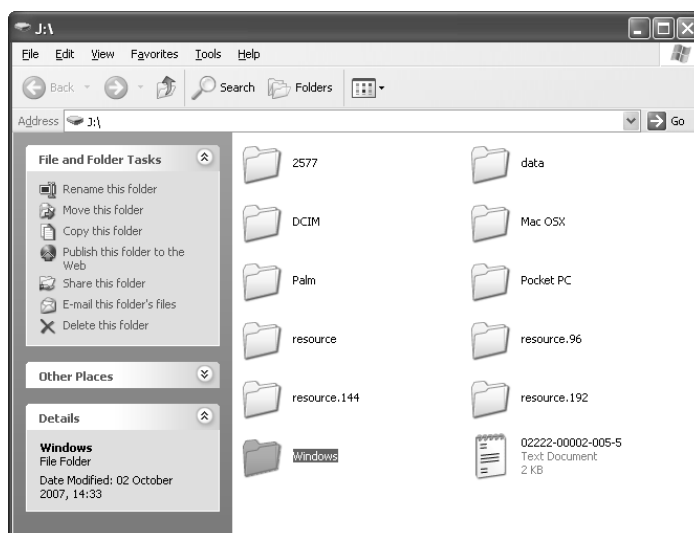 J:\
File Edit View Favorites Tools Help
Back Search Folders
Address J:\ Go
File and Folder Tasks
Rename this folder
Move this folder
Copy this folder
Publish this folder to the
Web
Share this folder
E-mail this folder's files
Delete this folder
Other Places
Details
Windows
File Folder
Date Modified: 02 October
2007, 14:33
2577 data
DCIM Mac OSX
Palm Pocket PC
resource resource.96
resource.144 resource.192
Windows 02222-00002-005-5
Text Document
2 KB